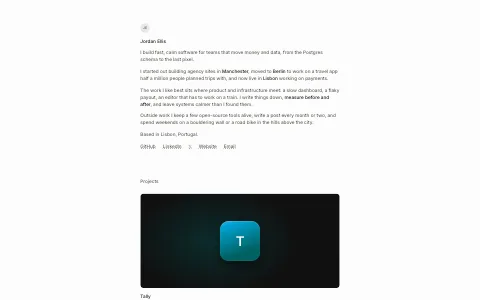 Jordan Ellis
I build fast, calm software for teams that move money and data, from the Postgres
schema to the last pixel.
I started out building agency sites in Manchester, moved to Berlin to work on a travel app
half a million people planned trips with, and now live in Lisbon working on payments.
The work I like best sits where product and infrastructure meet: a slow dashboard, a flaky
payout, an editor that has to work on a train. I write things down, measure before and
after, and leave systems calmer than I found them.
Outside work I keep a few open-source tools alive, write a post every month or two, and
spend weekends on a bouldering wall or a road bike in the hills above the city.
Based in Lisbon, Portugal.
GitHub LinkedIn X Website Email
Projects
T
Tally